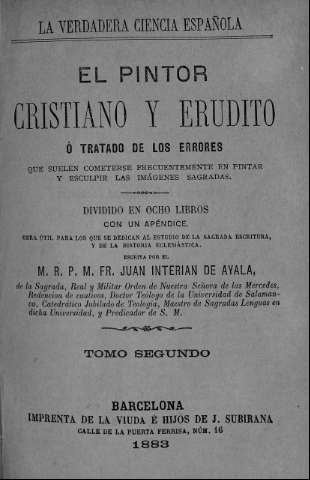 LA VERDADERA CIENCIA ESPAÑOLA
EL PINTOR
CRISTIANO Y ERUDITO
Ó TRATADO DE LOS ERRORES
QUE SUELEN COMETERSE FRECUENTEMENTE EN PINTAR
Y ESCULPIR LAS IMÁGENES SAGRADAS.
DIVIDIDO EN OCHO LIBROS
CON UN APÉNDICE.
OBRA ÚTIL PARA LOS QUE SE DEDICAN AL ESTUDIO DE LA SAGRADA ESCRITURA,
Y DE LA HISTORIA ECLESIÁSTICA.
ESCRITA POR EL
M. R. P. M. FR. JUAN INTERIAN DE AYALA,
de la Sagrada, Real y Militar Orden de Nuestra Señora de las Mercedes,
Redencion de cautivos, Doctor Teólogo de la Universidad de Salaman-
ca, Catedrático Jubilado de Teología, Maestro de Sagradas Lenguas en
dicha Universidad, y Predicador de S. M.
TOMO SEGUNDO
BARCELONA
IMPRENTA DE LA VIUDA É HIJOS DE J. SUBIRANA
CALLE DE LA PUERTA FERRISA, NÚM. 16
1883